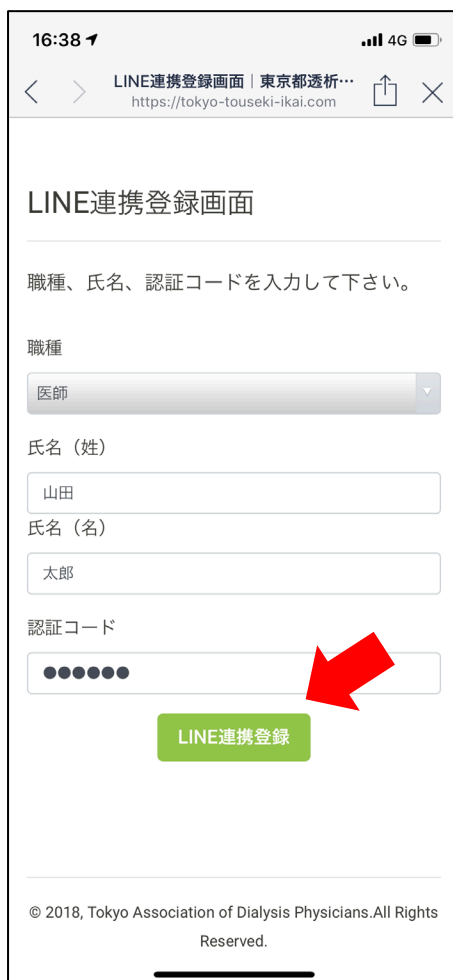 16:38
4G
LINE連携登録画面｜東京都透析…
https://tokyo-touseki-ikai.com
LINE連携登録画面
職種、氏名、認証コードを入力して下さい。
職種
医師
氏名（姓）
山田
氏名（名）
太郎
認証コード
●●●●●●
LINE連携登録
© 2018, Tokyo Association of Dialysis Physicians.All Rights
Reserved.